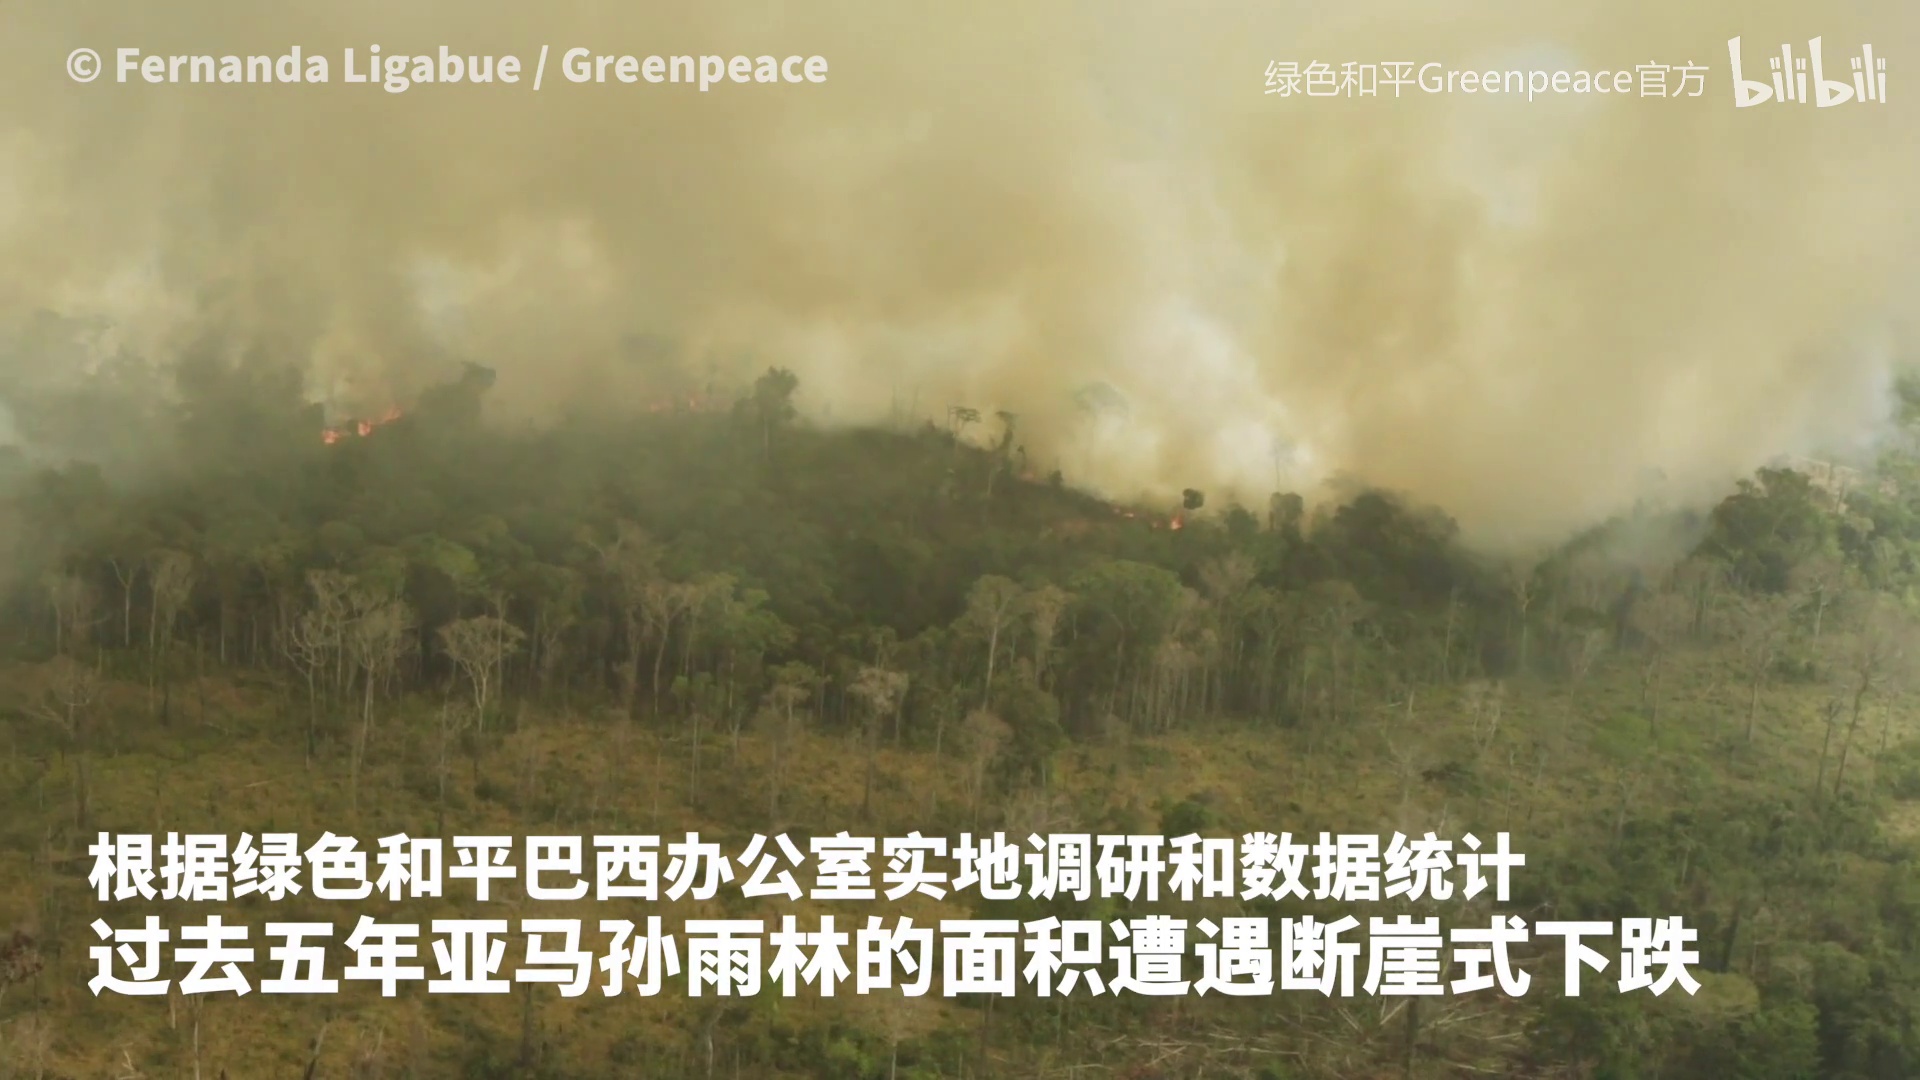 © Fernanda Ligabue / Greenpeace
绿色和平Greenpeace官方 bilibili
根据绿色和平巴西办公室实地调研和数据统计
过去五年亚马孙雨林的面积遭遇断崖式下跌